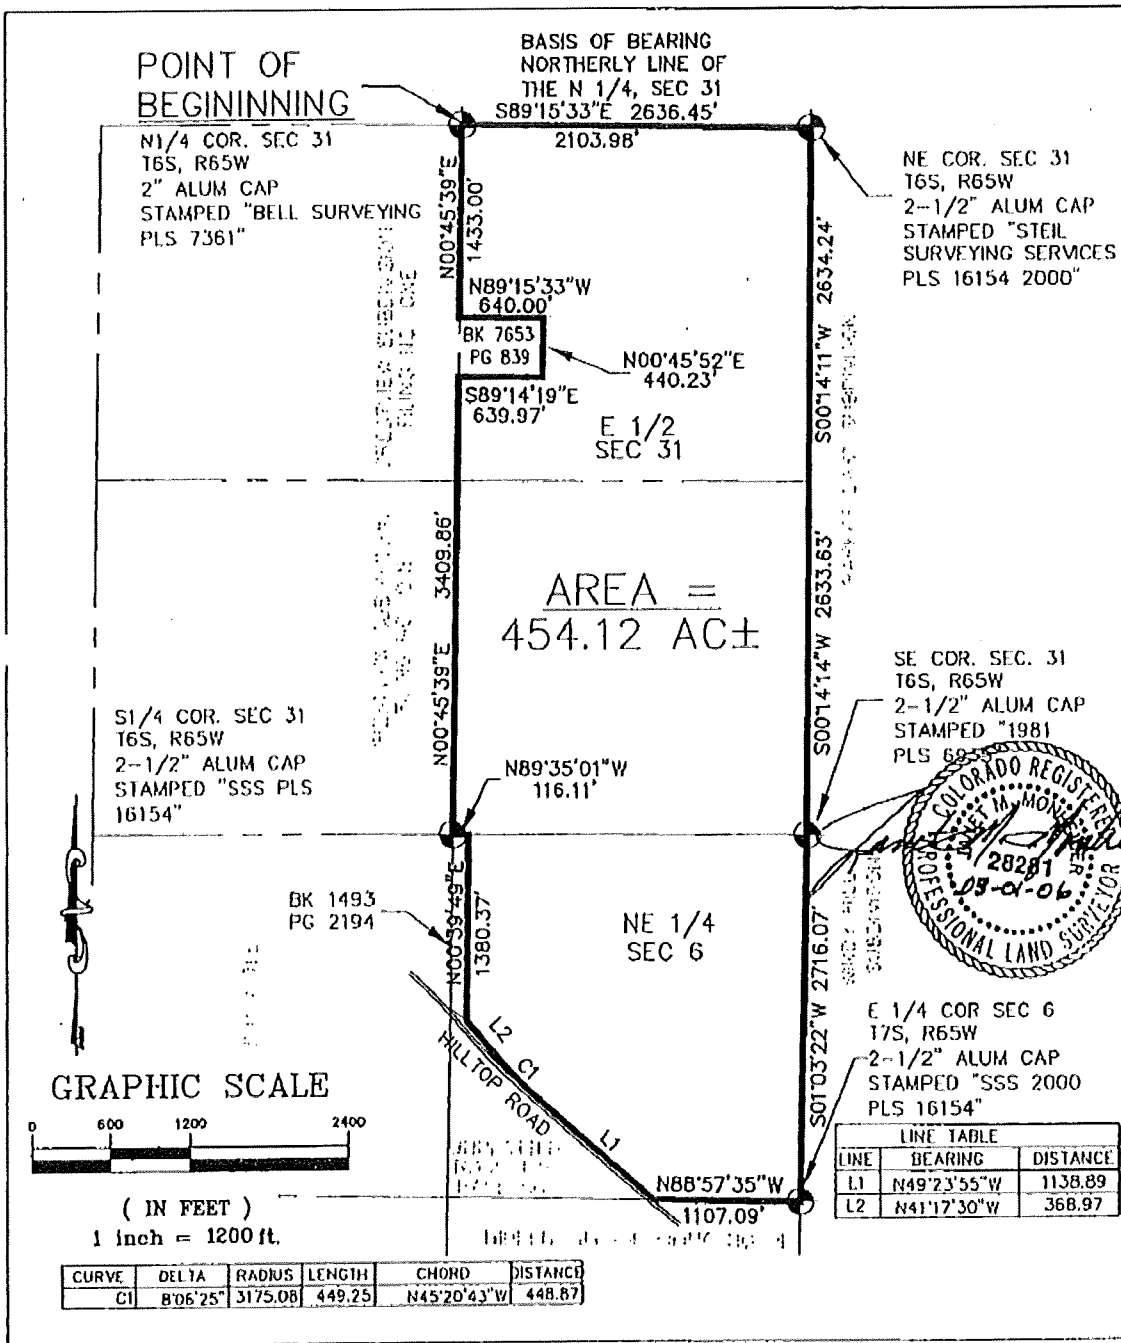 BASIS OF BEARING
NORTHERLY LINE OF
THE N 1/4, SEC 31
S89°15'33"E 2636.45'
2103.98'
POINT OF
BEGININNING
N1/4 COR. SEC 31
T6S, R65W
2" ALUM CAP
STAMPED "BELL SURVEYING
PLS 7361"
NE COR. SEC 31
T6S, R65W
2-1/2" ALUM CAP
STAMPED "STEIL
SURVEYING SERVICES
PLS 16154 2000"
N00°45'39"E
1433.00'
N89°15'33"W
640.00'
BK 7653
PG 839
N00°45'52"E
440.23'
S89°14'19"E
639.97'
E 1/2
SEC 31
S00°14'11"W 2634.24'
N00°45'39"E 3409.86'
AREA =
454.12 AC±
S00°14'14"W 2633.63'
SE COR. SEC. 31
T6S, R65W
2-1/2" ALUM CAP
STAMPED "1981
S1/4 COR. SEC 31
T6S, R65W
2-1/2" ALUM CAP
STAMPED "SSS PLS
16154"
N89°35'01"W
116.11'
COLORADO REGISTERED
28281
03-01-06
PROFESSIONAL LAND SURVEYOR
BK 1493
PG 2194
N00°39'49"E
1380.37'
NE 1/4
SEC 6
S01°03'22"W 2716.07'
L2
C1
L1
HILLTOP ROAD
E 1/4 COR SEC 6
T7S, R65W
2-1/2" ALUM CAP
STAMPED "SSS 2000
PLS 16154"
N88°57'35"W
1107.09'
GRAPHIC SCALE
0 600 1200 2400
( IN FEET )
1 inch = 1200 ft.
LINE TABLE
LINE BEARING DISTANCE
L1 N49°23'55"W 1138.89
L2 N41°17'30"W 368.97
CURVE DELTA RADIUS LENGTH CHORD DISTANCE
C1 8°06'25" 3175.08 449.25 N45°20'43"W 448.87